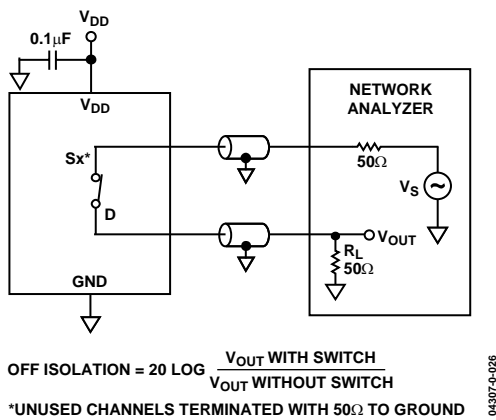 VDD
0.1µF
VDD
Sx*
D
GND
NETWORK
ANALYZER
50Ω
VS
VOUT
RL
50Ω
OFF ISOLATION = 20 LOG VOUT WITH SWITCH
VOUT WITHOUT SWITCH
*UNUSED CHANNELS TERMINATED WITH 50Ω TO GROUND
04307-0-026